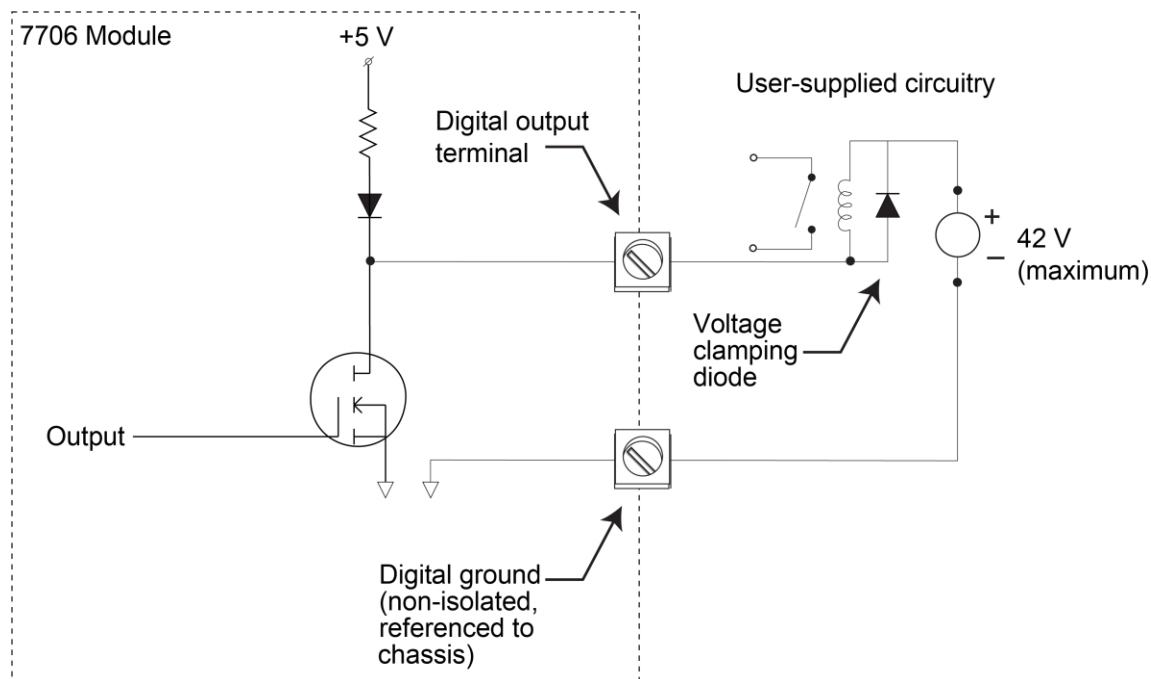 7706 Module
+5 V
User-supplied circuitry
Digital output
terminal
+
−
42 V
(maximum)
Voltage
clamping
diode
Output
Digital ground
(non-isolated,
referenced to
chassis)